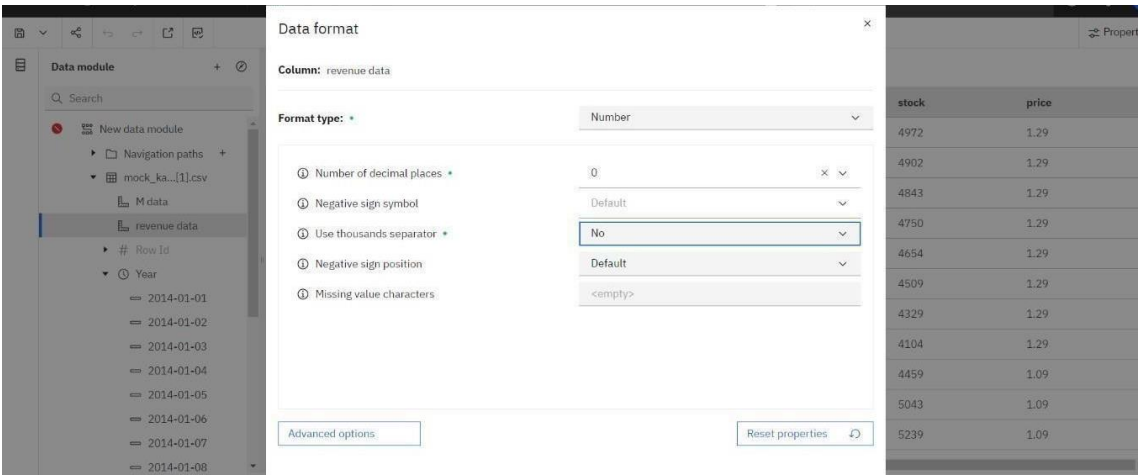 Data format
×
Propert
Data module
+
Search
New data module
Navigation paths +
mock_ka...[1].csv
M data
revenue data
# Row Id
Year
2014-01-01
2014-01-02
2014-01-03
2014-01-04
2014-01-05
2014-01-06
2014-01-07
2014-01-08
Column: revenue data
Format type: Number
Number of decimal places 0 ×
Negative sign symbol Default
Use thousands separator No
Negative sign position Default
Missing value characters <empty>
Advanced options
Reset properties
stock price
4972 1.29
4902 1.29
4843 1.29
4750 1.29
4654 1.29
4509 1.29
4329 1.29
4104 1.29
4459 1.09
5043 1.09
5239 1.09